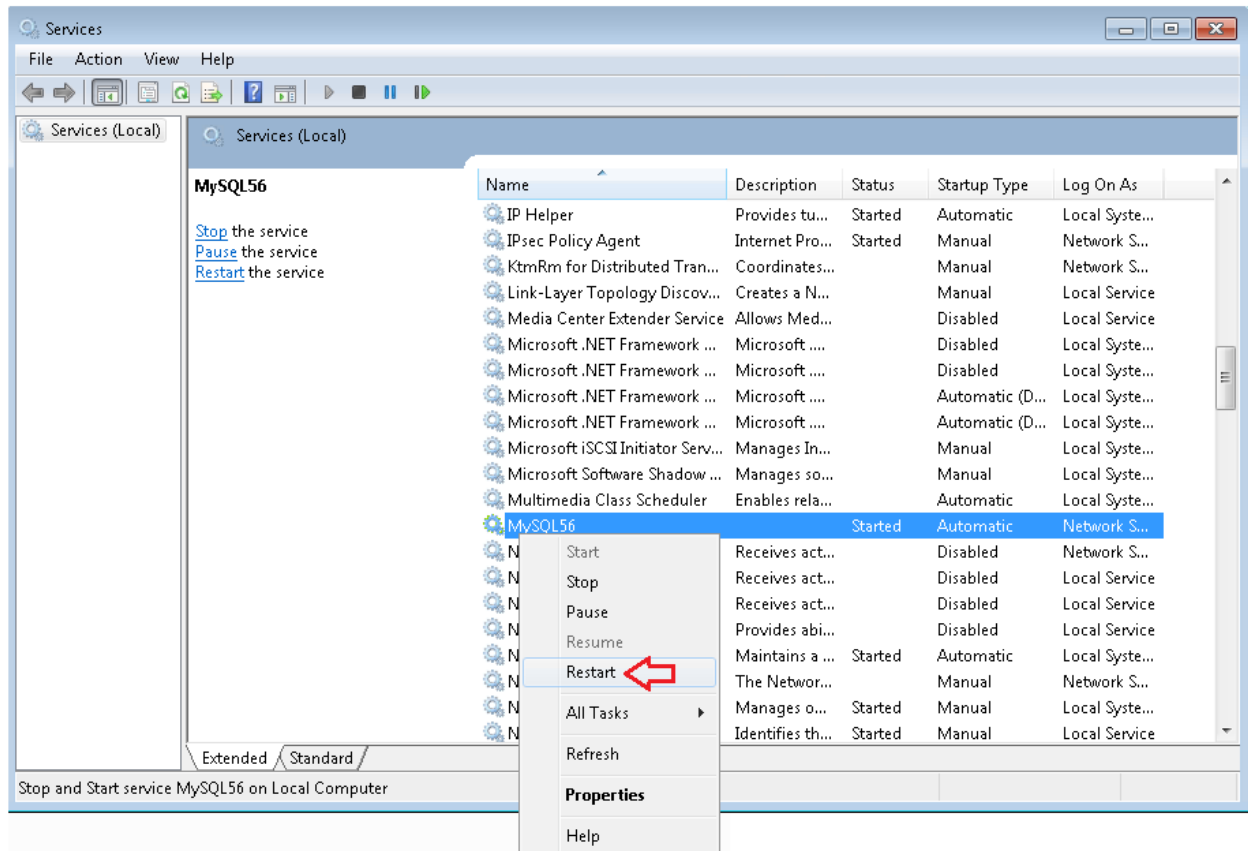 Services
File Action View Help
Services (Local)
Services (Local)
MySQL56
Stop the service
Pause the service
Restart the service
Name Description Status Startup Type Log On As
IP Helper Provides tu... Started Automatic Local Syste...
IPsec Policy Agent Internet Pro... Started Manual Network S...
KtmRm for Distributed Tran... Coordinates... Manual Network S...
Link-Layer Topology Discov... Creates a N... Manual Local Service
Media Center Extender Service Allows Med... Disabled Local Service
Microsoft .NET Framework ... Microsoft .... Disabled Local Syste...
Microsoft .NET Framework ... Microsoft .... Disabled Local Syste...
Microsoft .NET Framework ... Microsoft .... Automatic (D... Local Syste...
Microsoft .NET Framework ... Microsoft .... Automatic (D... Local Syste...
Microsoft iSCSI Initiator Serv... Manages In... Manual Local Syste...
Microsoft Software Shadow ... Manages so... Manual Local Syste...
Multimedia Class Scheduler Enables rela... Automatic Local Syste...
MySQL56 Started Automatic Network S...
N Receives act... Disabled Network S...
N Receives act... Disabled Local Service
N Receives act... Disabled Local Service
N Provides abi... Disabled Local Service
N Maintains a ... Started Automatic Local Syste...
N The Networ... Manual Network S...
N Manages o... Started Manual Local Syste...
N Identifies th... Started Manual Local Service
Start
Stop
Pause
Resume
Restart
All Tasks
Refresh
Properties
Help
Extended Standard
Stop and Start service MySQL56 on Local Computer